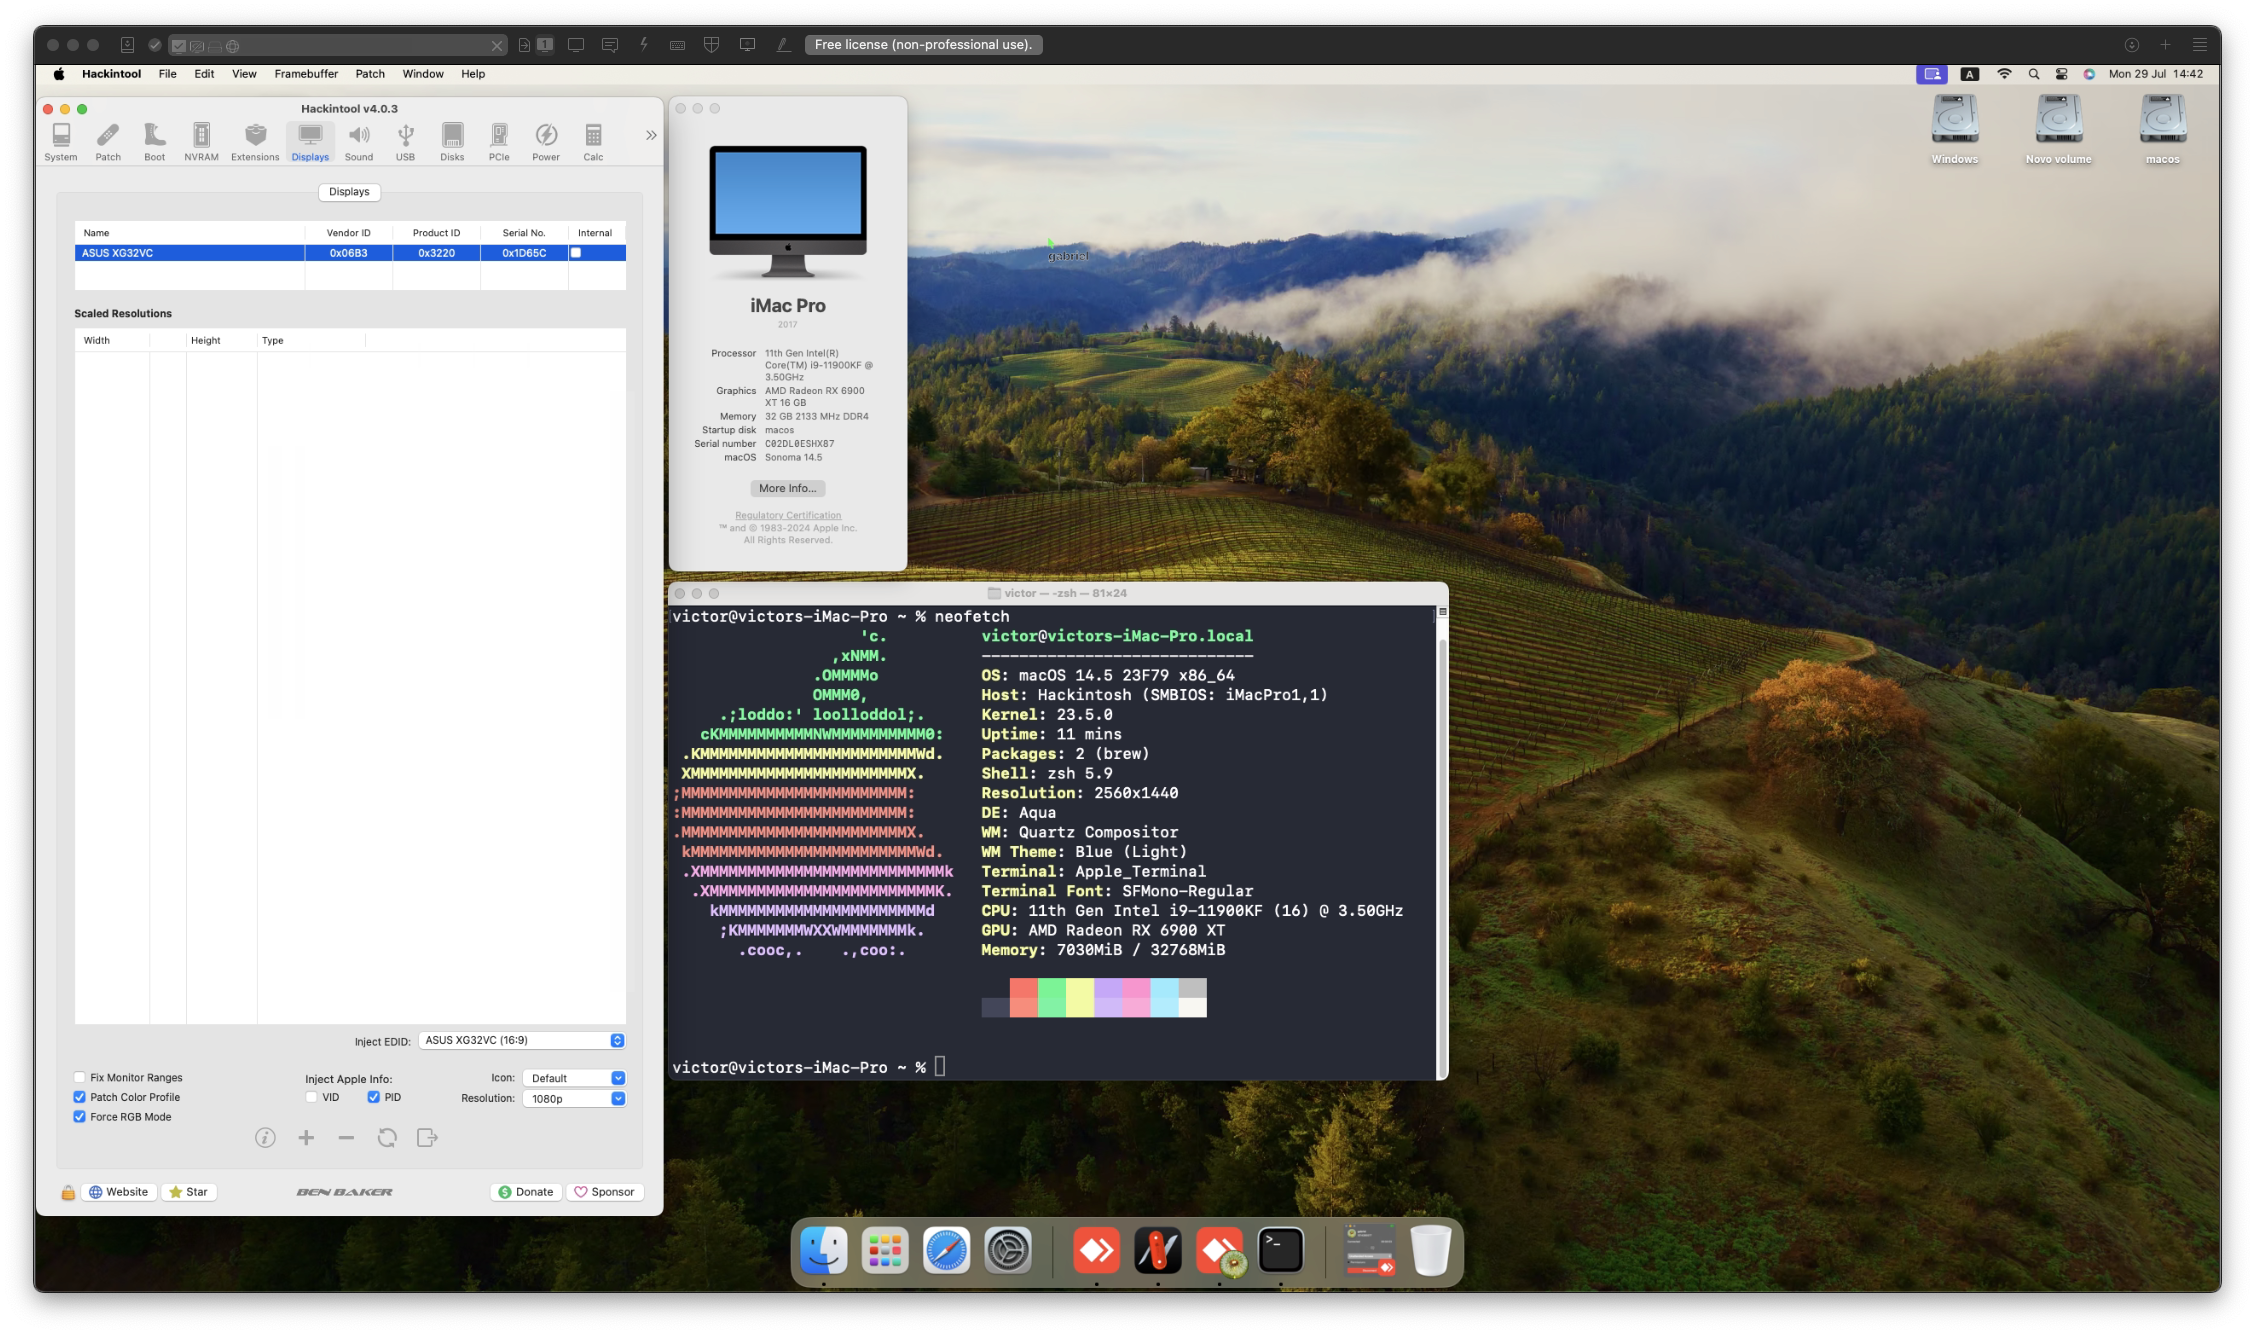 Free license (non-professional use).
Hackintool File Edit View Framebuffer Patch Window Help
A Mon 29 Jul 14:42
Hackintool v4.0.3
System Patch Boot NVRAM Extensions Displays Sound USB Disks PCIe Power Calc
Displays
Name Vendor ID Product ID Serial No. Internal
ASUS XG32VC 0x06B3 0x3220 0x1D65C
Scaled Resolutions
Width Height Type
Inject EDID: ASUS XG32VC (16:9)
Fix Monitor Ranges
Patch Color Profile
Force RGB Mode
Inject Apple Info:
VID PID
Icon: Default
Resolution: 1080p
Website Star BEN BAKER Donate Sponsor
iMac Pro
2017
Processor 11th Gen Intel(R)
Core(TM) i9-11900KF @
3.50GHz
Graphics AMD Radeon RX 6900
XT 16 GB
Memory 32 GB 2133 MHz DDR4
Startup disk macos
Serial number C02DL0ESHX87
macOS Sonoma 14.5
More Info...
Regulatory Certification
™ and © 1983-2024 Apple Inc.
All Rights Reserved.
gabriel
Windows
Novo volume
macos
victor — -zsh — 81×24
victor@victors-iMac-Pro ~ % neofetch
'c. victor@victors-iMac-Pro.local
,xNMM. -----------------------------
.OMMMMo OS: macOS 14.5 23F79 x86_64
OMMM0, Host: Hackintosh (SMBIOS: iMacPro1,1)
.;loddo:' loolloddol;. Kernel: 23.5.0
cKMMMMMMMMMMNWMMMMMMMMMM0: Uptime: 11 mins
.KMMMMMMMMMMMMMMMMMMMMMMMWd. Packages: 2 (brew)
XMMMMMMMMMMMMMMMMMMMMMMMX. Shell: zsh 5.9
;MMMMMMMMMMMMMMMMMMMMMMMM: Resolution: 2560x1440
:MMMMMMMMMMMMMMMMMMMMMMMM: DE: Aqua
.MMMMMMMMMMMMMMMMMMMMMMMMX. WM: Quartz Compositor
kMMMMMMMMMMMMMMMMMMMMMMMMWd. WM Theme: Blue (Light)
.XMMMMMMMMMMMMMMMMMMMMMMMMMMk Terminal: Apple_Terminal
.XMMMMMMMMMMMMMMMMMMMMMMMMK. Terminal Font: SFMono-Regular
kMMMMMMMMMMMMMMMMMMMMMMd CPU: 11th Gen Intel i9-11900KF (16) @ 3.50GHz
;KMMMMMMMWXXWMMMMMMMk. GPU: AMD Radeon RX 6900 XT
.cooc,. .,coo:. Memory: 7030MiB / 32768MiB
victor@victors-iMac-Pro ~ %